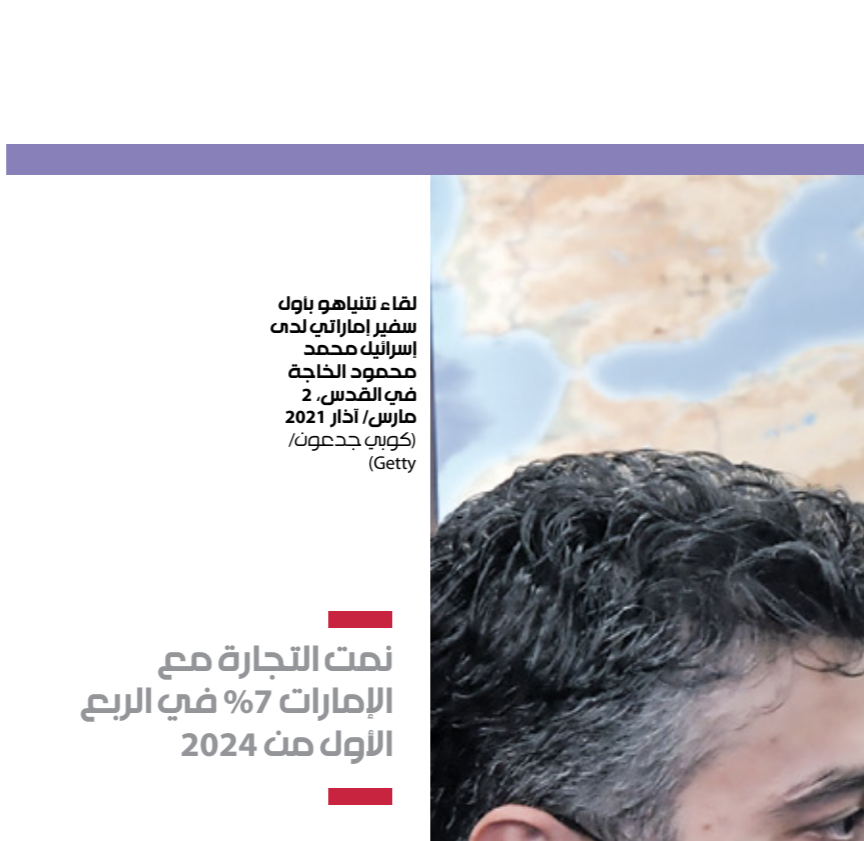 لقاء نتنياهو بأول
سفير إماراتي لدى
إسرائيل محمد
محمود الخاجة
في القدس، 2
مارس/ آذار 2021
(كوبي جدعون/
Getty)
نمت التجارة مع
الإمارات 7% في الربع
الأول من 2024